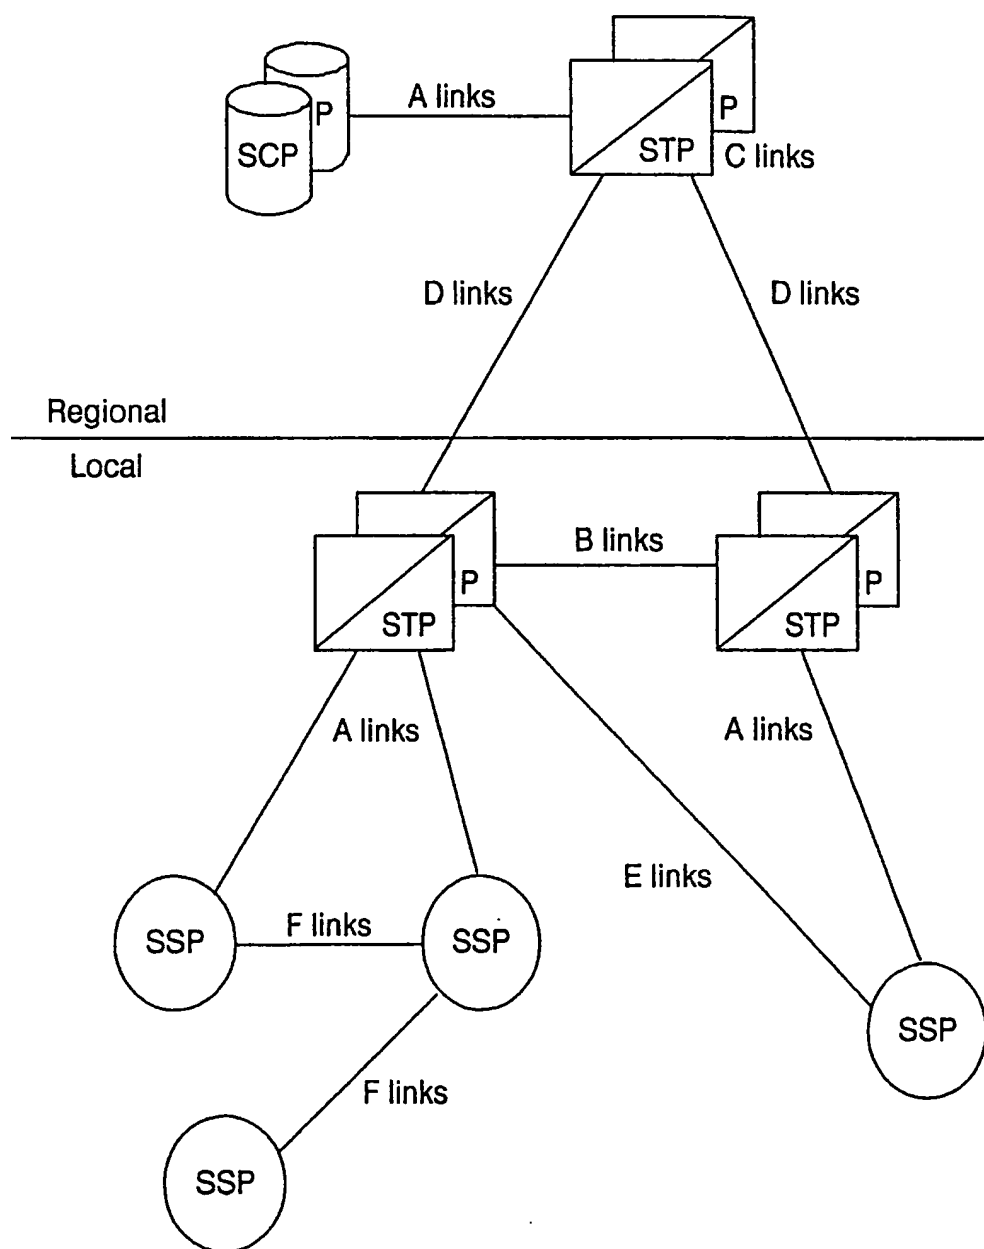 A links
P
P
SCP
STP
C links
D links
D links
Regional
Local
B links
P
P
STP
STP
A links
A links
E links
F links
SSP
SSP
SSP
F links
SSP